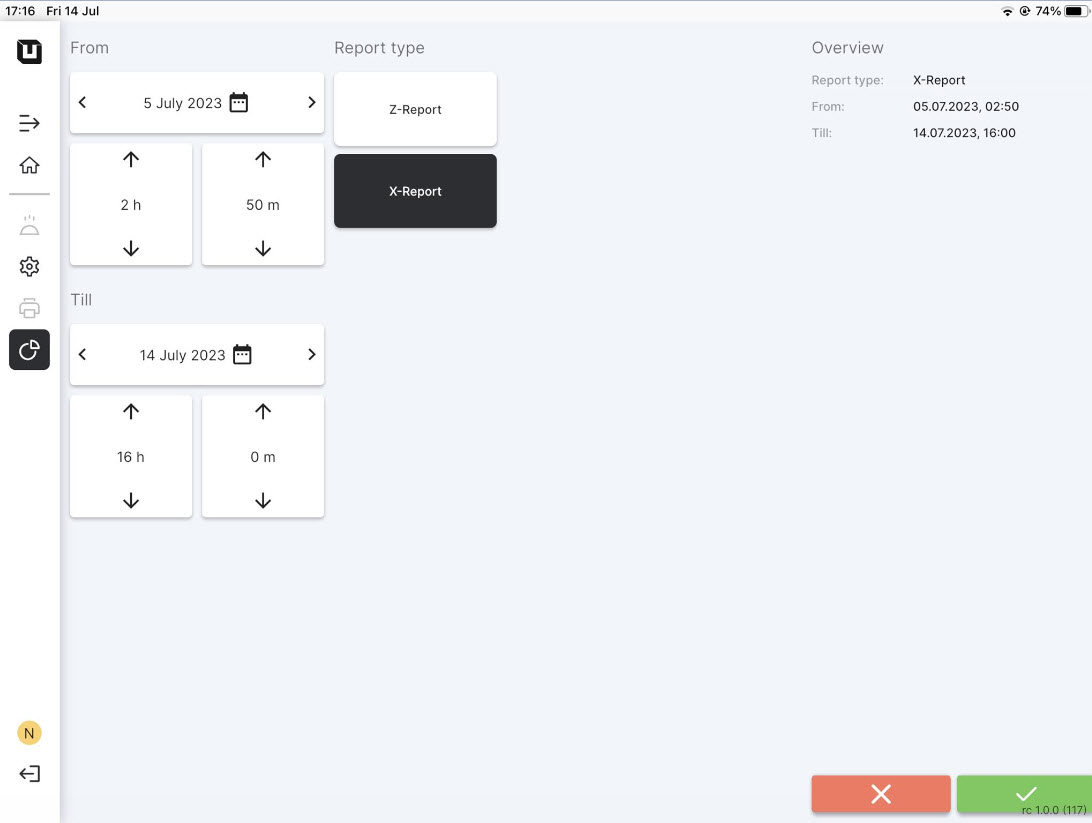 17:16 Fri 14 Jul
74%
From
5 July 2023
2 h
50 m
Till
14 July 2023
16 h
0 m
Report type
Z-Report
X-Report
Overview
Report type: X-Report
From: 05.07.2023, 02:50
Till: 14.07.2023, 16:00
N
rc 1.0.0 (117)